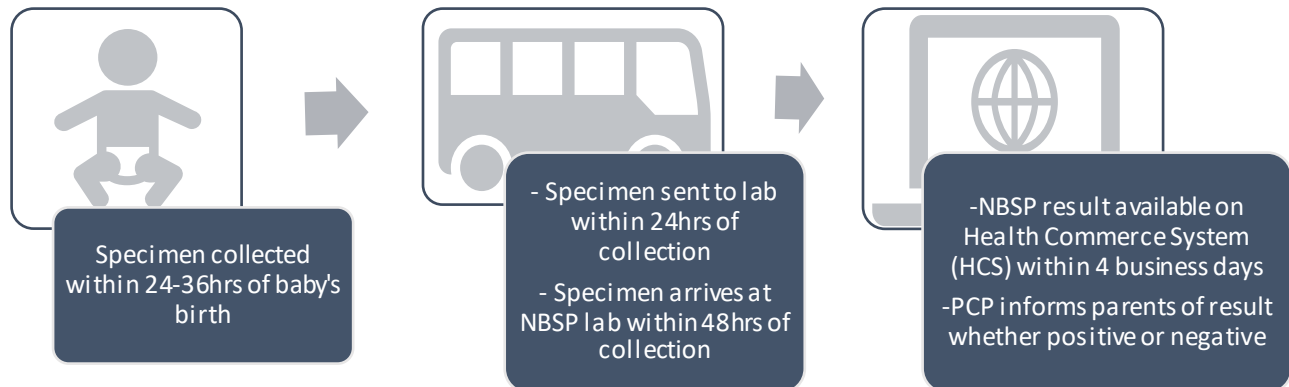 Specimen collected
within 24-36hrs of baby's
birth
- Specimen sent to lab
within 24hrs of
collection
- Specimen arrives at
NBSP lab within 48hrs of
collection
-NBSP result available on
Health Commerce System
(HCS) within 4 business days
-PCP informs parents of result
whether positive or negative